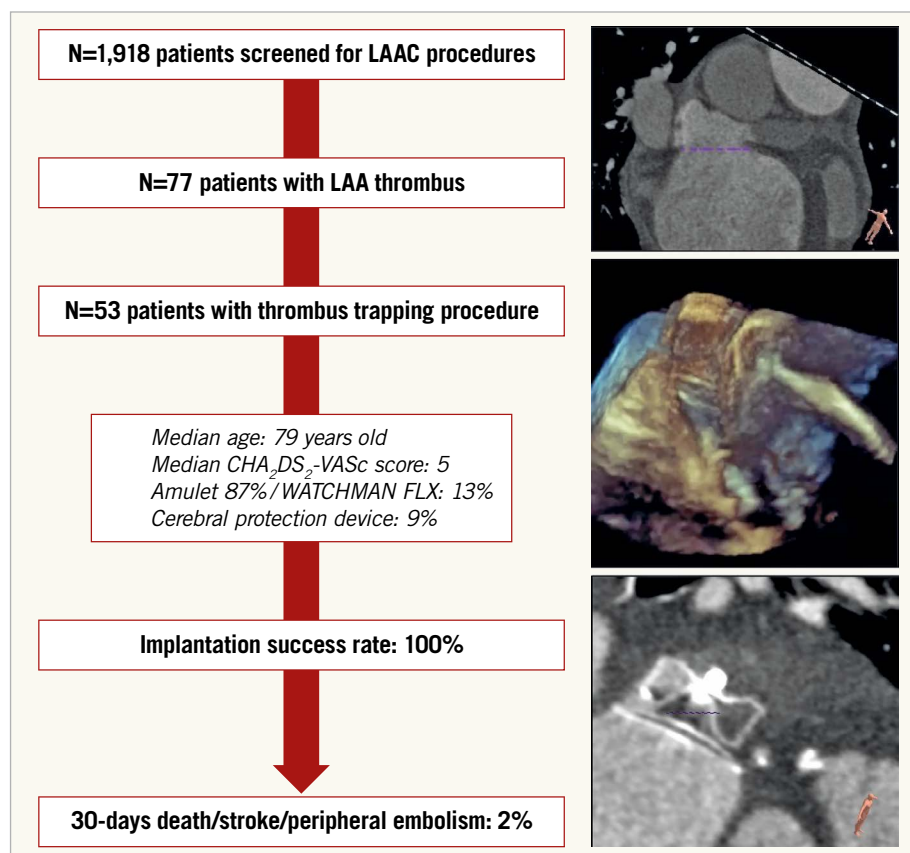 N=1,918 patients screened for LAAC procedures
N=77 patients with LAA thrombus
N=53 patients with thrombus trapping procedure
Median age: 79 years old
Median CHA₂DS₂-VASc score: 5
Amulet 87%/WATCHMAN FLX: 13%
Cerebral protection device: 9%
Implantation success rate: 100%
30-days death/stroke/peripheral embolism: 2%